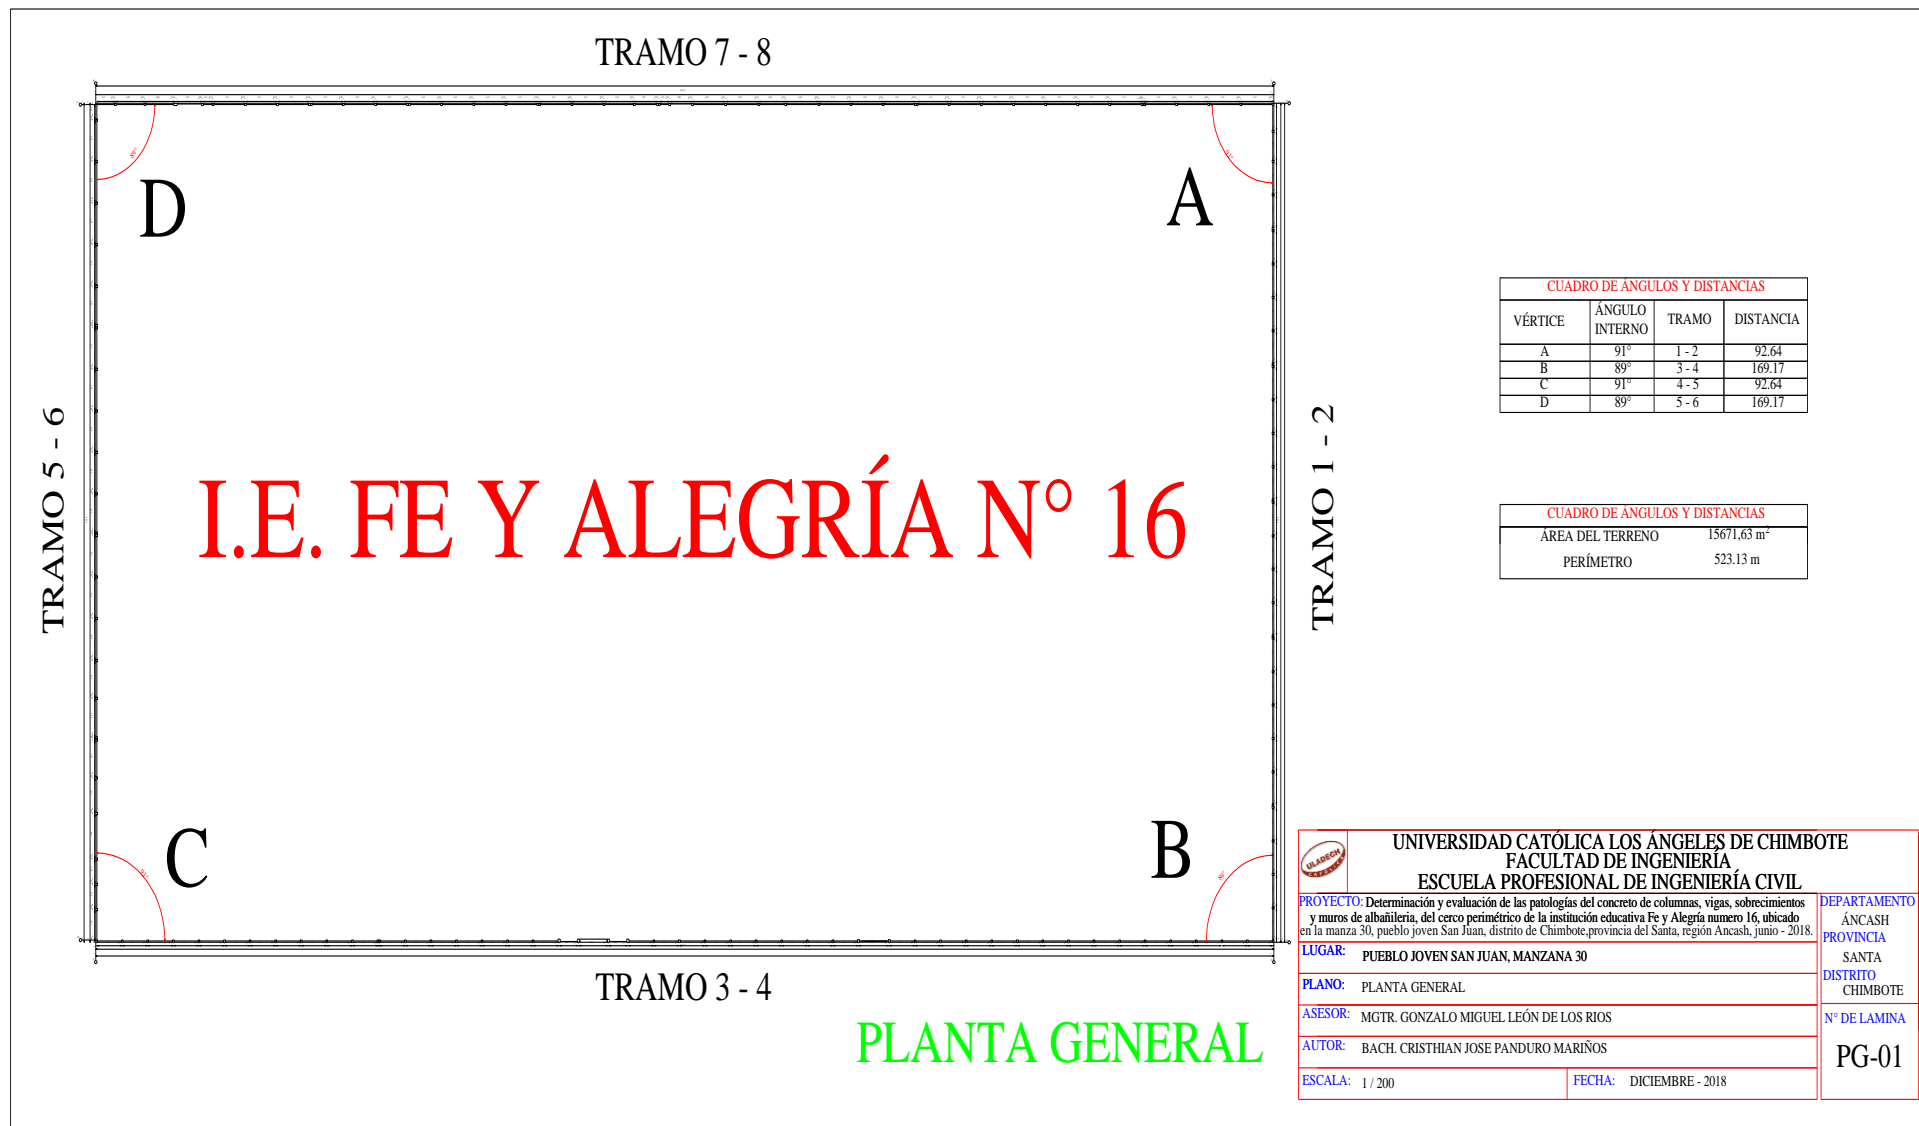 TRAMO 7 - 8
89°
D
A
TRAMO 5 - 6
I.E. FE Y ALEGRÍA N° 16
TRAMO 1 - 2
C
91°
B
89°
TRAMO 3 - 4
PLANTA GENERAL
CUADRO DE ÁNGULOS Y DISTANCIAS
VÉRTICE ÁNGULO INTERNO TRAMO DISTANCIA
A 91° 1 - 2 92.64
B 89° 3 - 4 169.17
C 91° 4 - 5 92.64
D 89° 5 - 6 169.17
CUADRO DE ÁNGULOS Y DISTANCIAS
ÁREA DEL TERRENO 15671,63 m²
PERÍMETRO 523.13 m
ULADECH
UNIVERSIDAD CATÓLICA LOS ÁNGELES DE CHIMBOTE
FACULTAD DE INGENIERÍA
ESCUELA PROFESIONAL DE INGENIERÍA CIVIL
PROYECTO: Determinación y evaluación de las patologías del concreto de columnas, vigas, sobrecimientos
y muros de albañileria, del cerco perimétrico de la institución educativa Fe y Alegría numero 16, ubicado
en la manza 30, pueblo joven San Juan, distrito de Chimbote,provincia del Santa, región Ancash, junio - 2018.
LUGAR: PUEBLO JOVEN SAN JUAN, MANZANA 30
PLANO: PLANTA GENERAL
ASESOR: MGTR. GONZALO MIGUEL LEÓN DE LOS RIOS
AUTOR: BACH. CRISTHIAN JOSE PANDURO MARIÑOS
ESCALA: 1 / 200
FECHA: DICIEMBRE - 2018
DEPARTAMENTO
ÁNCASH
PROVINCIA
SANTA
DISTRITO
CHIMBOTE
N° DE LAMINA
PG-01